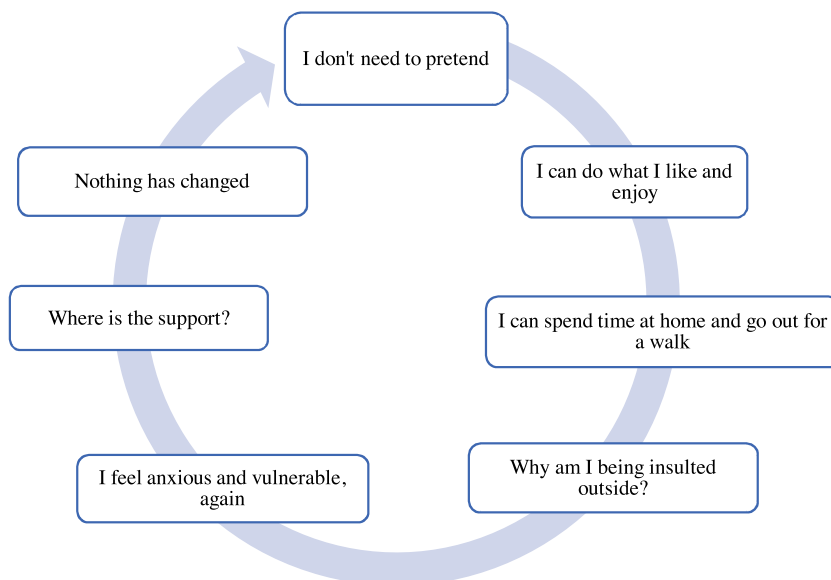 I don't need to pretend
I can do what I like and
enjoy
I can spend time at home and go out for
a walk
Why am I being insulted
outside?
I feel anxious and vulnerable,
again
Where is the support?
Nothing has changed